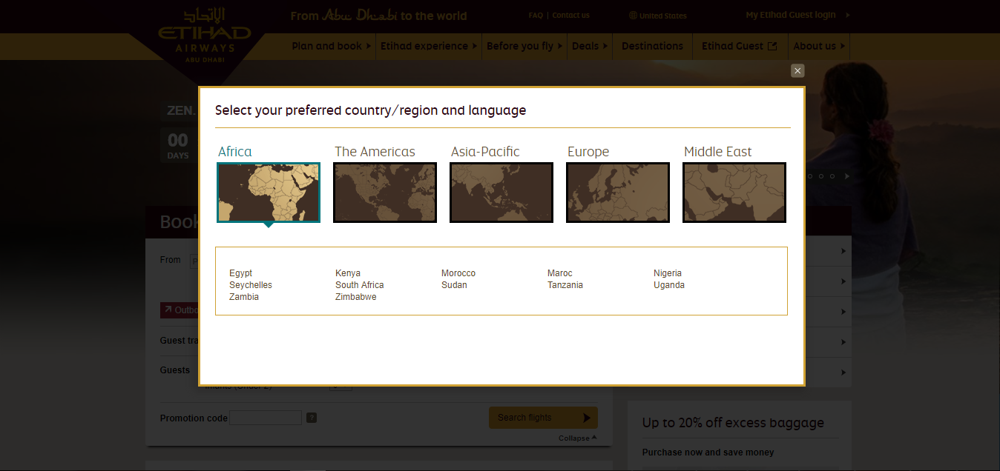 From Abu Dhabi to the world
FAQ | Contact us
United States
My Etihad Guest login
الإتحاد
ETIHAD
AIRWAYS
ABU DHABI
Plan and book
Etihad experience
Before you fly
Deals
Destinations
Etihad Guest
About us
ZEN.
00
DAYS
Select your preferred country/region and language
Africa
The Americas
Asia-Pacific
Europe
Middle East
Egypt
Kenya
Morocco
Maroc
Nigeria
Seychelles
South Africa
Sudan
Tanzania
Uganda
Zambia
Zimbabwe
Book
From
Outbo
Guest tra
Guests
Infants (Under 2)
Promotion code
?
Search flights
Collapse
Up to 20% off excess baggage
Purchase now and save money